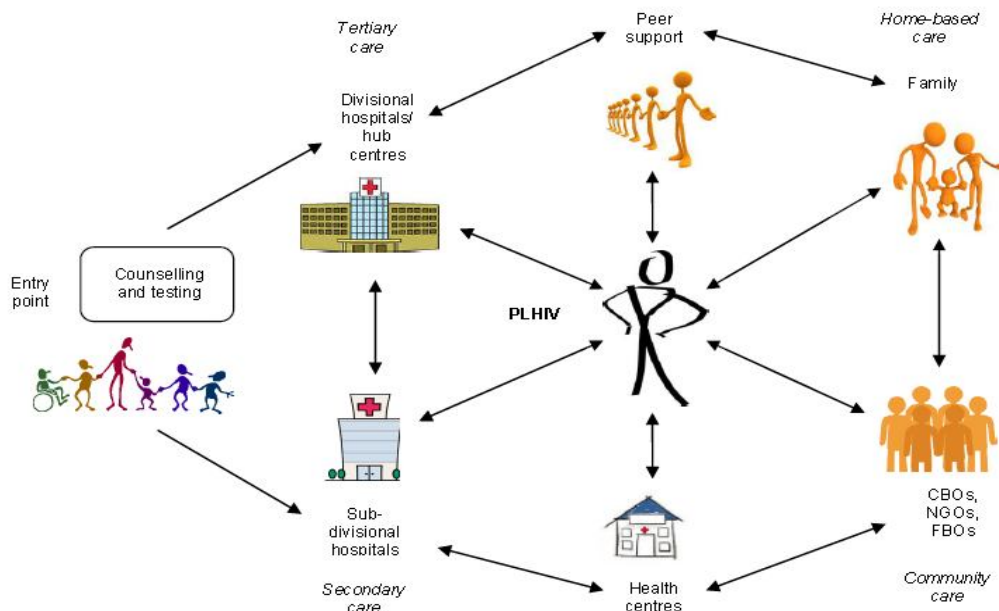 Tertiary
care
Peer
support
Home-based
care
Divisional
hospitals/
hub
centres
Family
Entry
point
Counselling
and testing
PLHIV
Sub-
divisional
hospitals
CBOs,
NGOs,
FBOs
Secondary
care
Health
centres
Community
care